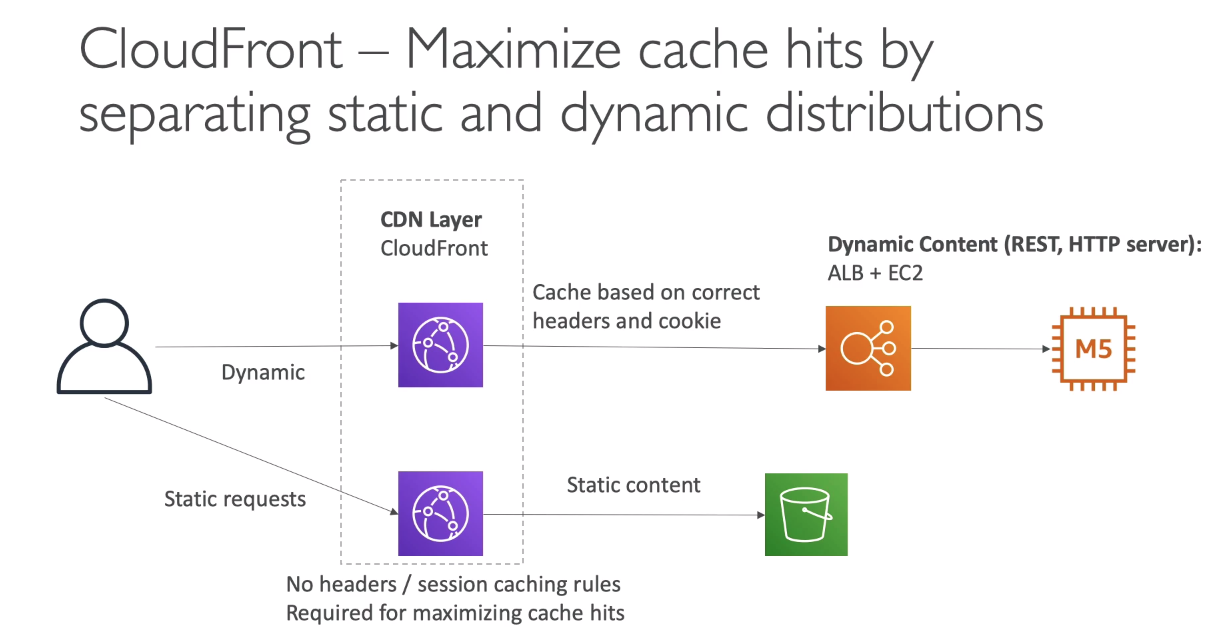 CloudFront – Maximize cache hits by
separating static and dynamic distributions
CDN Layer
CloudFront
Dynamic Content (REST, HTTP server):
ALB + EC2
Cache based on correct
headers and cookie
M5
Dynamic
Static requests
Static content
No headers / session caching rules
Required for maximizing cache hits